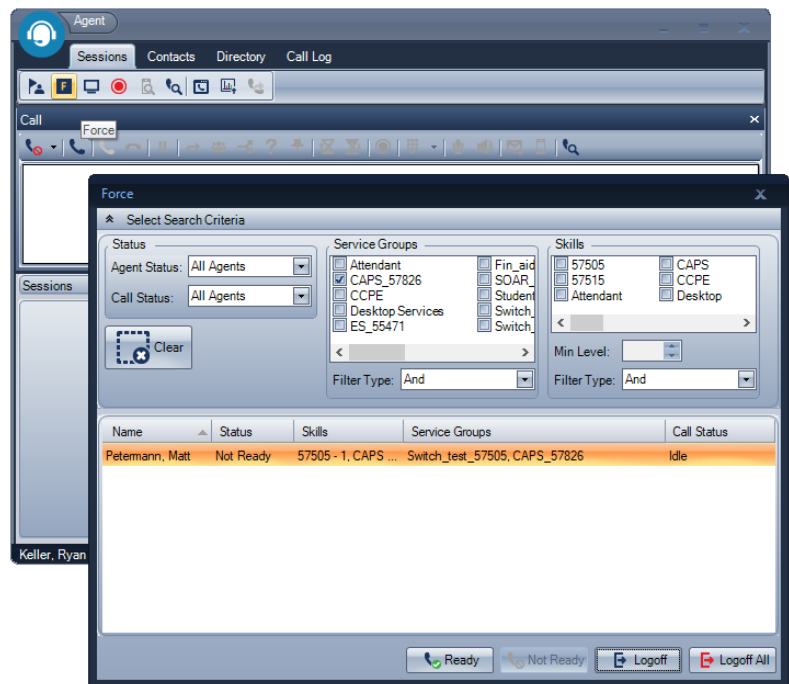 Agent
Sessions Contacts Directory Call Log
F
Call
Force
Sessions
Keller, Ryan
Force
Select Search Criteria
Status
Agent Status: All Agents
Call Status: All Agents
Clear
Service Groups
Attendant Fin_aid
CAPS_57826 SOAR_
CCPE Student
Desktop Services Switch_
ES_55471 Switch_
Filter Type: And
Skills
57505 CAPS
57515 CCPE
Attendant Desktop
Min Level:
Filter Type: And
Name Status Skills Service Groups Call Status
Petermann, Matt Not Ready 57505 - 1, CAPS ... Switch_test_57505, CAPS_57826 Idle
Ready Not Ready Logoff Logoff All